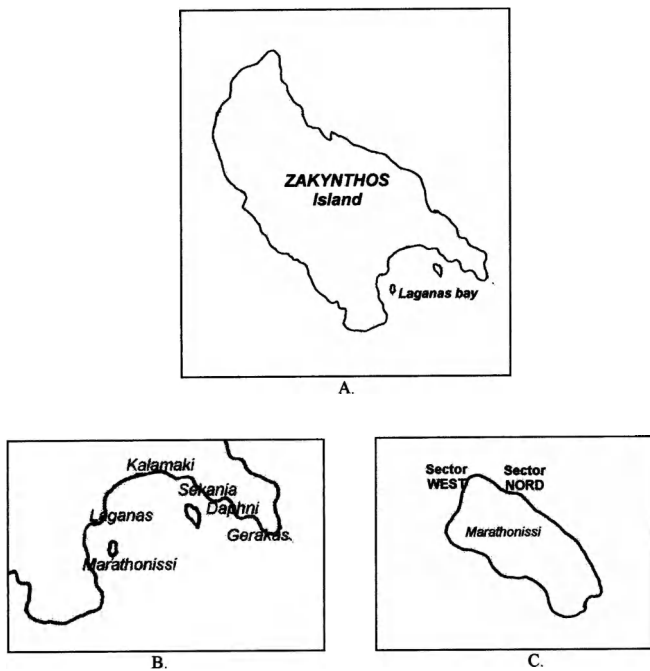 ZAKYNTHOS
Island
Laganas bay
A.
Kalamaki
Sekania
Daphni
Laganas
Gerakas
Marathonissi
B.
Sector
WEST
Sector
NORD
Marathonissi
C.